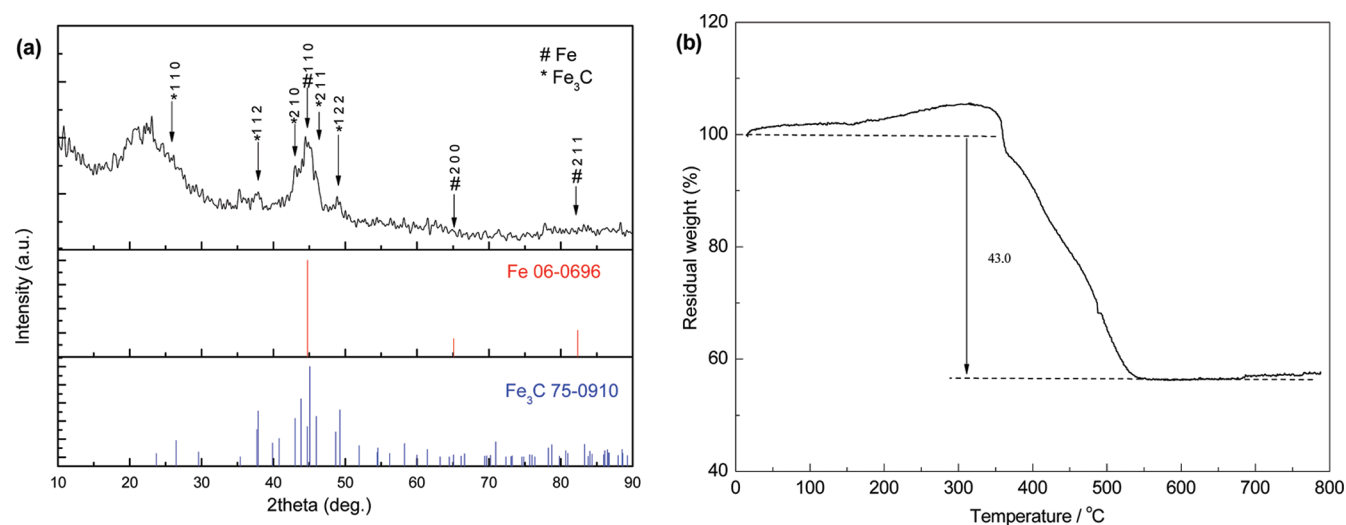 (a)
# Fe
* Fe₃C
*110
*112
*210
#110
*211
*122
#200
#211
Fe 06-0696
Fe₃C 75-0910
Intensity (a.u.)
10 20 30 40 50 60 70 80 90
2theta (deg.)
(b)
120
100
80
60
40
43.0
Residual weight (%)
0 100 200 300 400 500 600 700 800
Temperature / °C